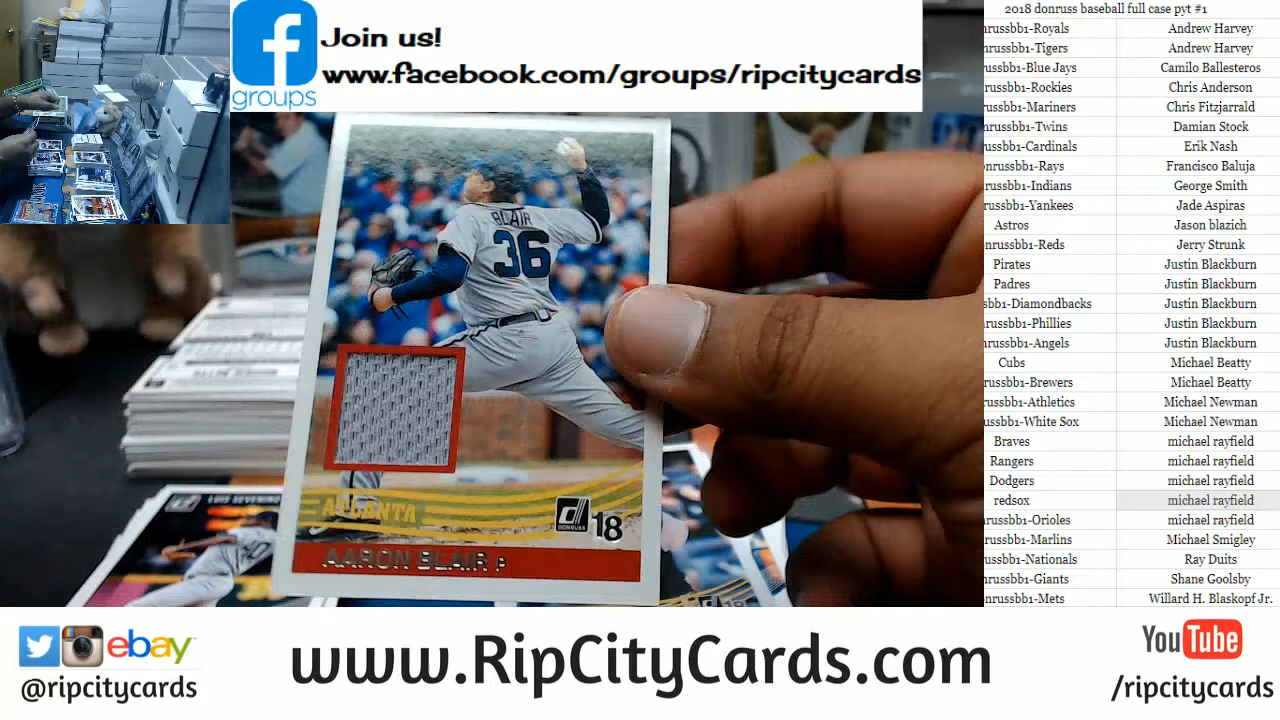 Join us!
www.facebook.com/groups/ripcitycards
groups
BLAIR
36
ATLANTA
DONRUSS
18
AARON BLAIR P
LUIS SEVERINO
2018 donruss baseball full case pyt #1
nrussbb1-Royals Andrew Harvey
nrussbb1-Tigers Andrew Harvey
russbb1-Blue Jays Camilo Ballesteros
russbb1-Rockies Chris Anderson
russbb1-Mariners Chris Fitzjarrald
nrussbb1-Twins Damian Stock
russbb1-Cardinals Erik Nash
onrussbb1-Rays Francisco Baluja
russbb1-Indians George Smith
russbb1-Yankees Jade Aspiras
Astros Jason blazich
onrussbb1-Reds Jerry Strunk
Pirates Justin Blackburn
Padres Justin Blackburn
sbb1-Diamondbacks Justin Blackburn
russbb1-Phillies Justin Blackburn
nrussbb1-Angels Justin Blackburn
Cubs Michael Beatty
russbb1-Brewers Michael Beatty
russbb1-Athletics Michael Newman
russbb1-White Sox Michael Newman
Braves michael rayfield
Rangers michael rayfield
Dodgers michael rayfield
redsox michael rayfield
russbb1-Orioles michael rayfield
russbb1-Marlins Michael Smigley
ussbb1-Nationals Ray Duits
nrussbb1-Giants Shane Goolsby
onrussbb1-Mets Willard H. Blaskopf Jr.
ebay
@ripcitycards
www.RipCityCards.com
YouTube
/ripcitycards